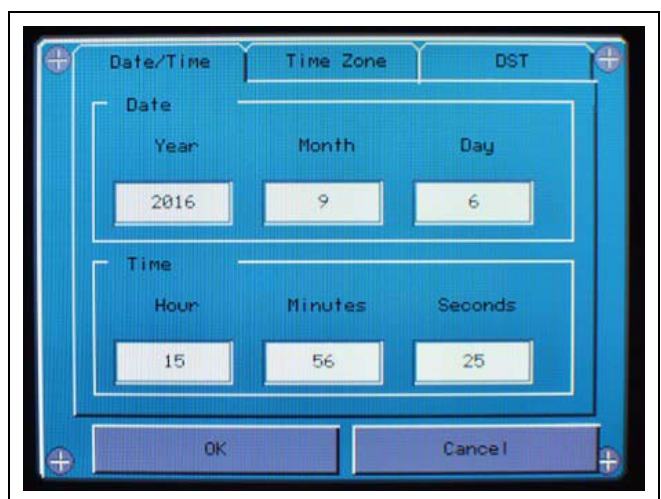 Date/Time Time Zone DST
Date
Year Month Day
2016 9 6
Time
Hour Minutes Seconds
15 56 25
OK Cancel